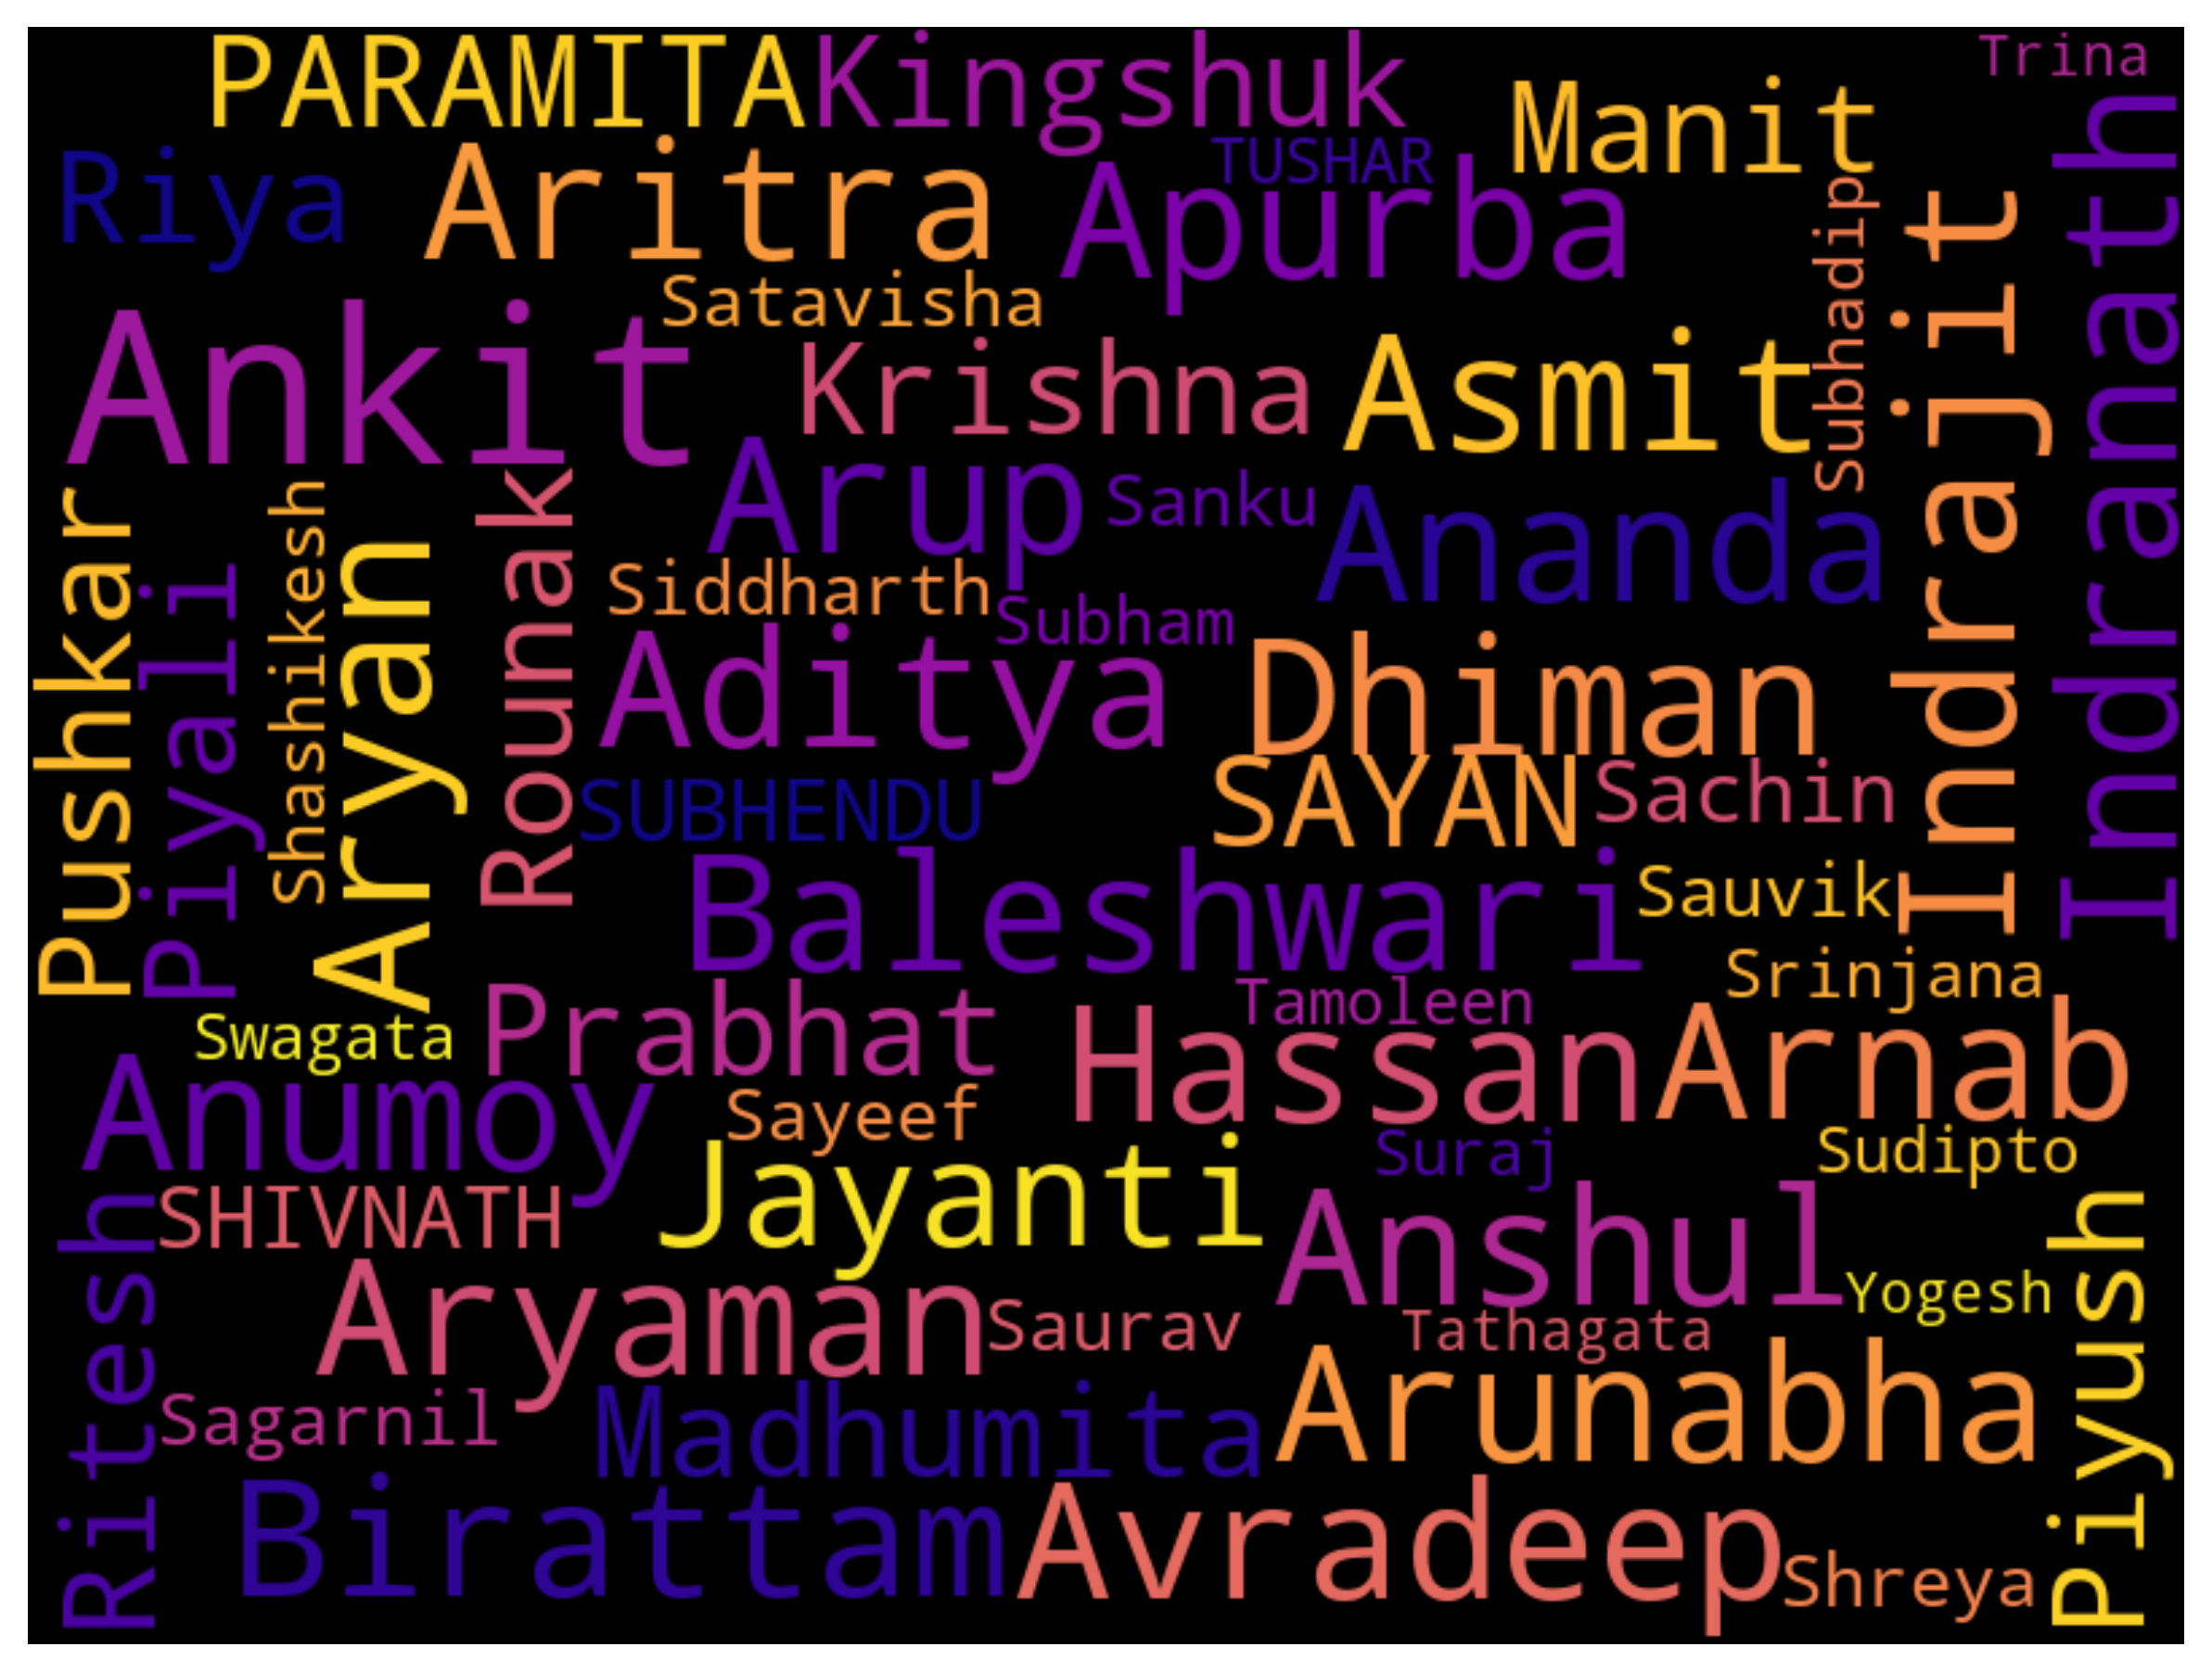 PARAMITA
Kingshuk
Manit
Trina
Riya
Aritra
Apurba
TUSHAR
Subhadip
Indrajit
Indranath
Satavisha
Ankit
Krishna
Asmit
Arup
Sanku
Ananda
Pushkar
Piyali
Shashikesh
Aryan
Rounak
Siddharth
Subham
Aditya
Dhiman
SUBHENDU
SAYAN
Sachin
Baleshwari
Sauvik
Srinjana
Swagata
Prabhat
Tamoleen
Hassan
Arnab
Anumoy
Sayeef
Jayanti
Suraj
Sudipto
Ritesh
SHIVNATH
Anshul
Yogesh
Piyush
Aryaman
Saurav
Tathagata
Sagarnil
Madhumita
Arunabha
Birattam
Avradeep
Shreya